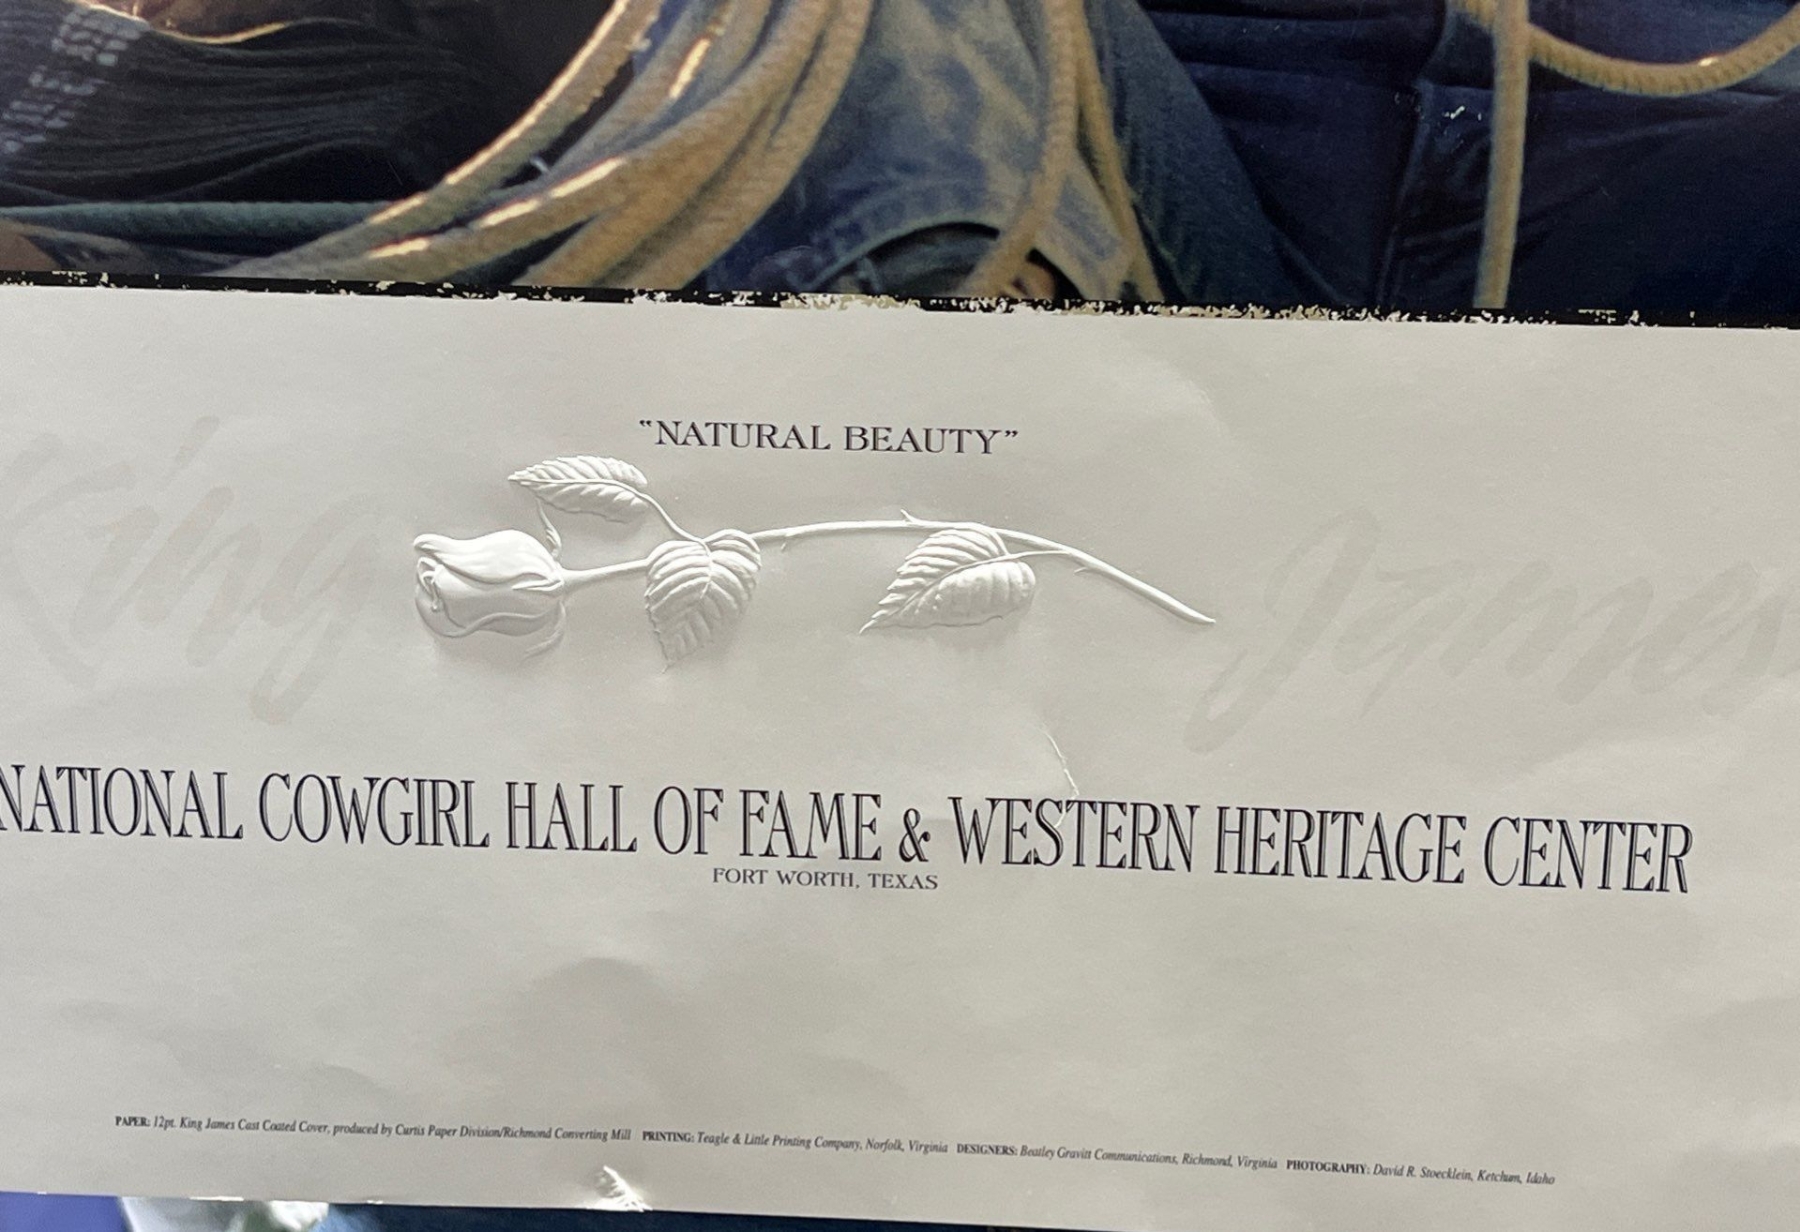 "NATURAL BEAUTY"
King James
NATIONAL COWGIRL HALL OF FAME & WESTERN HERITAGE CENTER
FORT WORTH, TEXAS
PAPER: 12pt. King James Cast Coated Cover, produced by Curtis Paper Division/Richmond Converting Mill PRINTING: Teagle & Little Printing Company, Norfolk, Virginia DESIGNERS: Beatley Gravitt Communications, Richmond, Virginia PHOTOGRAPHY: David R. Stoecklein, Ketchum, Idaho